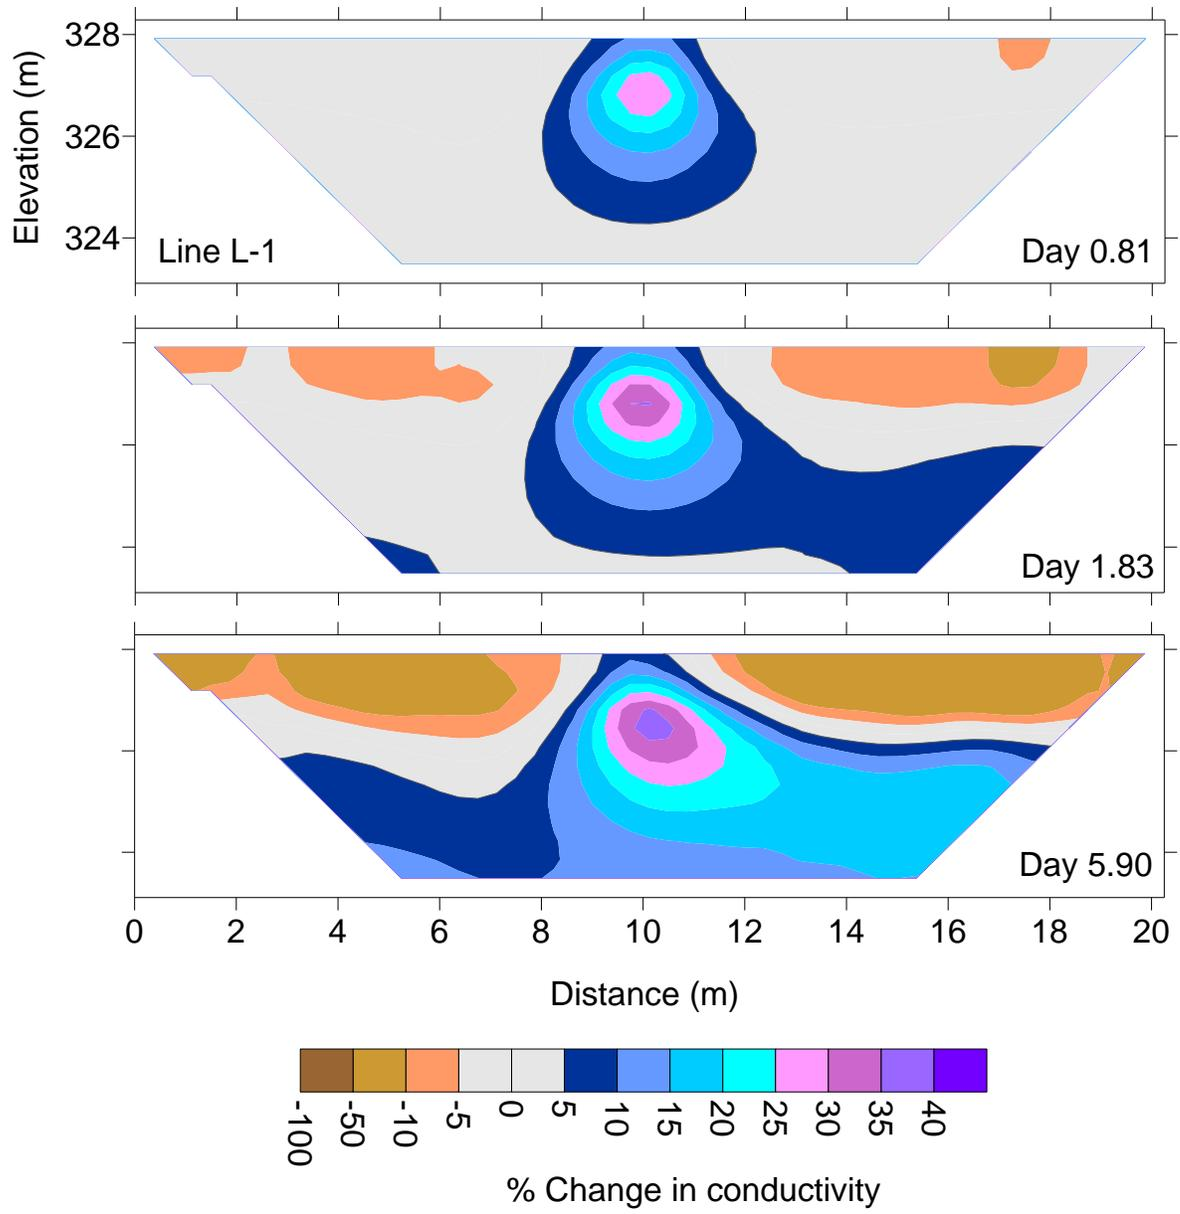 Elevation (m)
328
326
324
Line L-1
Day 0.81
Day 1.83
Day 5.90
0 2 4 6 8 10 12 14 16 18 20
Distance (m)
-100 -50 -10 -5 0 5 10 15 20 25 30 35 40
% Change in conductivity